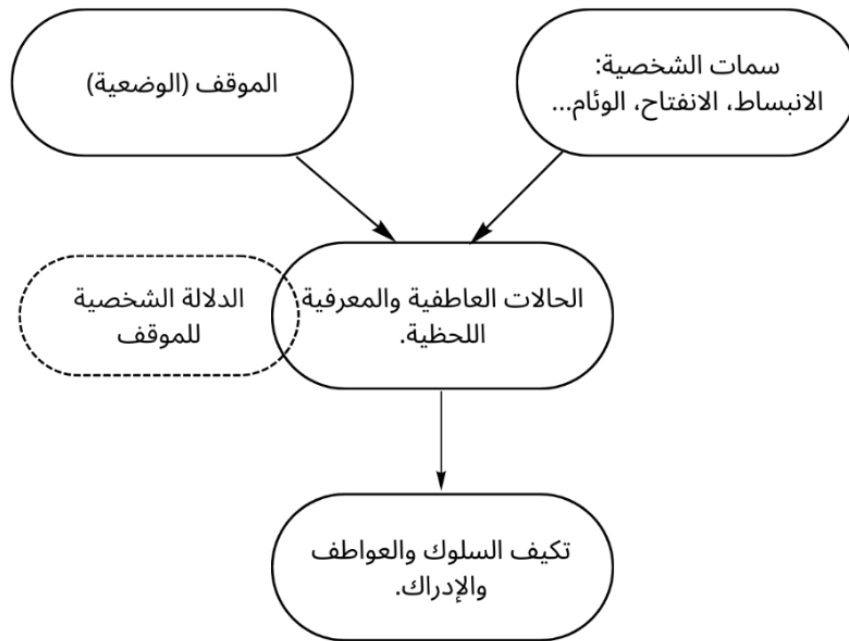 سمات الشخصية:
الانبساط، الانفتاح، الوئام...
الموقف (الوضعية)
الحالات العاطفية والمعرفية
اللحظية.
الدلالة الشخصية
للموقف
تكيف السلوك والعواطف
والإدراك.